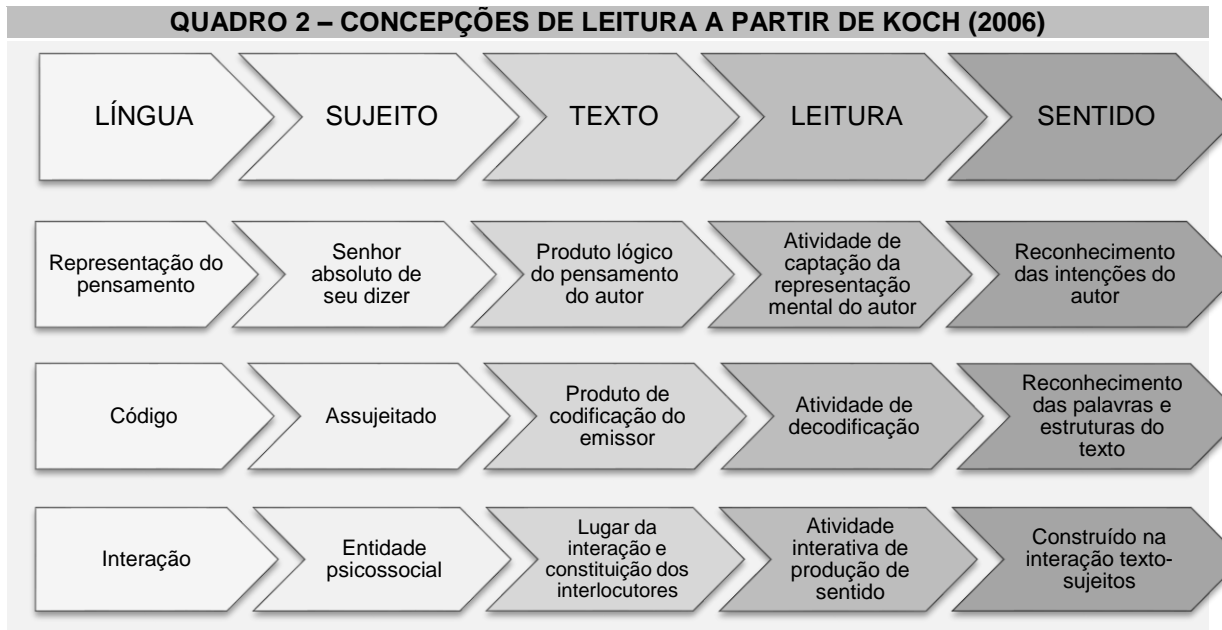 QUADRO 2 – CONCEPÇÕES DE LEITURA A PARTIR DE KOCH (2006)
LÍNGUA
SUJEITO
TEXTO
LEITURA
SENTIDO
Representação do
pensamento
Senhor
absoluto de
seu dizer
Produto lógico
do pensamento
do autor
Atividade de
captação da
representação
mental do autor
Reconhecimento
das intenções do
autor
Código
Assujeitado
Produto de
codificação do
emissor
Atividade de
decodificação
Reconhecimento
das palavras e
estruturas do
texto
Interação
Entidade
psicossocial
Lugar da
interação e
constituição dos
interlocutores
Atividade
interativa de
produção de
sentido
Construído na
interação texto-
sujeitos